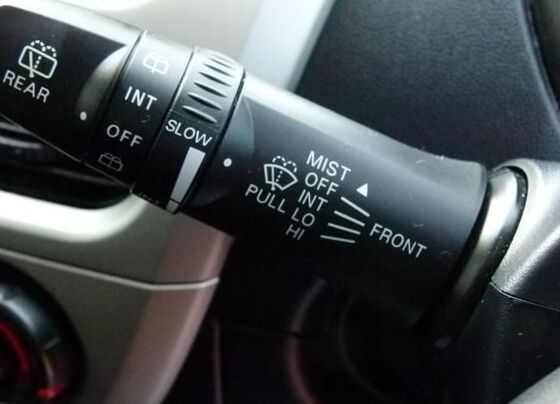 REAR
INT
OFF
SLOW
MIST
OFF
INT
PULL LO
HI
FRONT